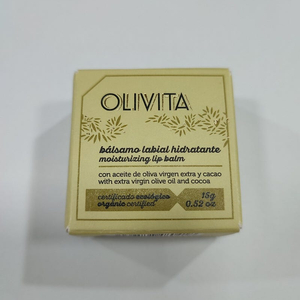 OLIVITA
bálsamo labial hidratante
moisturizing lip balm
con aceite de oliva virgen extra y cacao
with extra virgin olive oil and cocoa
certificado ecológico 15g
organic certified 0.52 oz